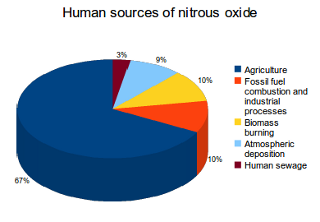 Human sources of nitrous oxide
3%
9%
10%
10%
67%
Agriculture
Fossil fuel
combustion and
industrial
processes
Biomass
burning
Atmospheric
deposition
Human sewage